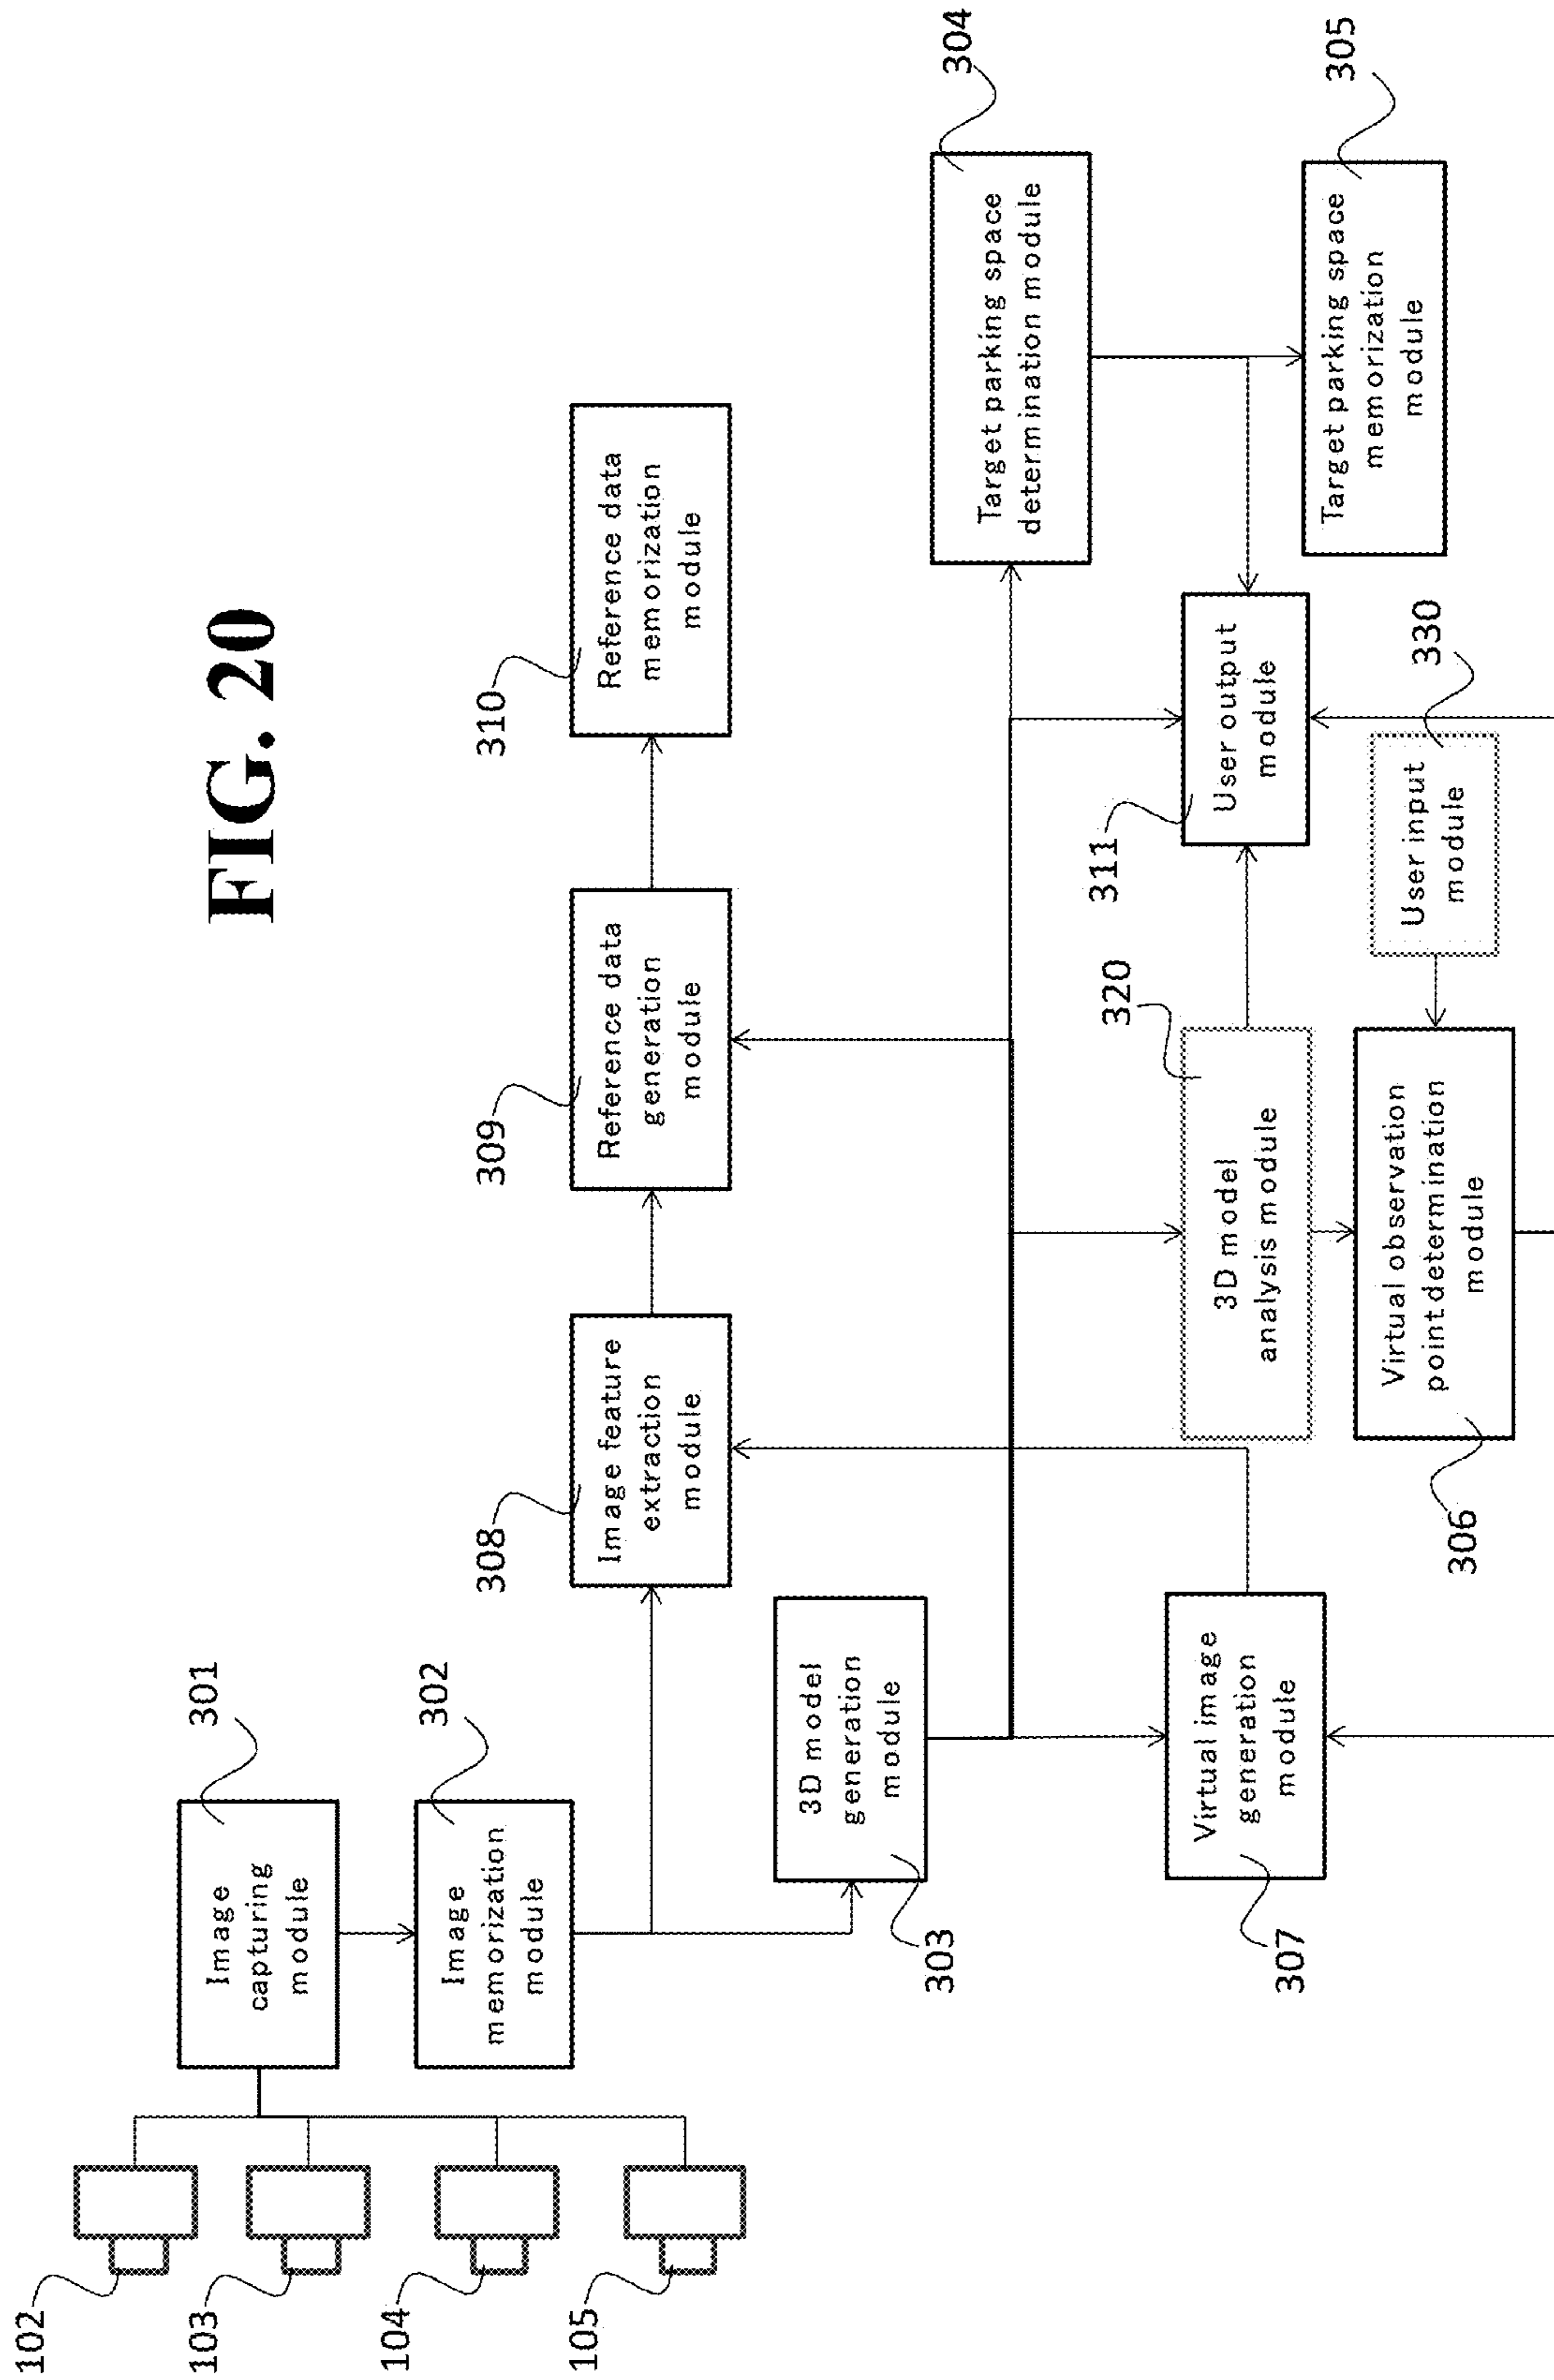 FIG. 20
102
103
104
105
301
Image
capturing
module
302
Image
memorization
module
308
Image feature
extraction
module
309
Reference data
generation
module
310
Reference data
memorization
module
303
3D model
generation
module
304
Target parking space
determination module
307
Virtual image
generation
module
320
3D model
analysis module
311
User output
module
305
Target parking space
memorization
module
306
Virtual observation
point determination
module
330
User input
module